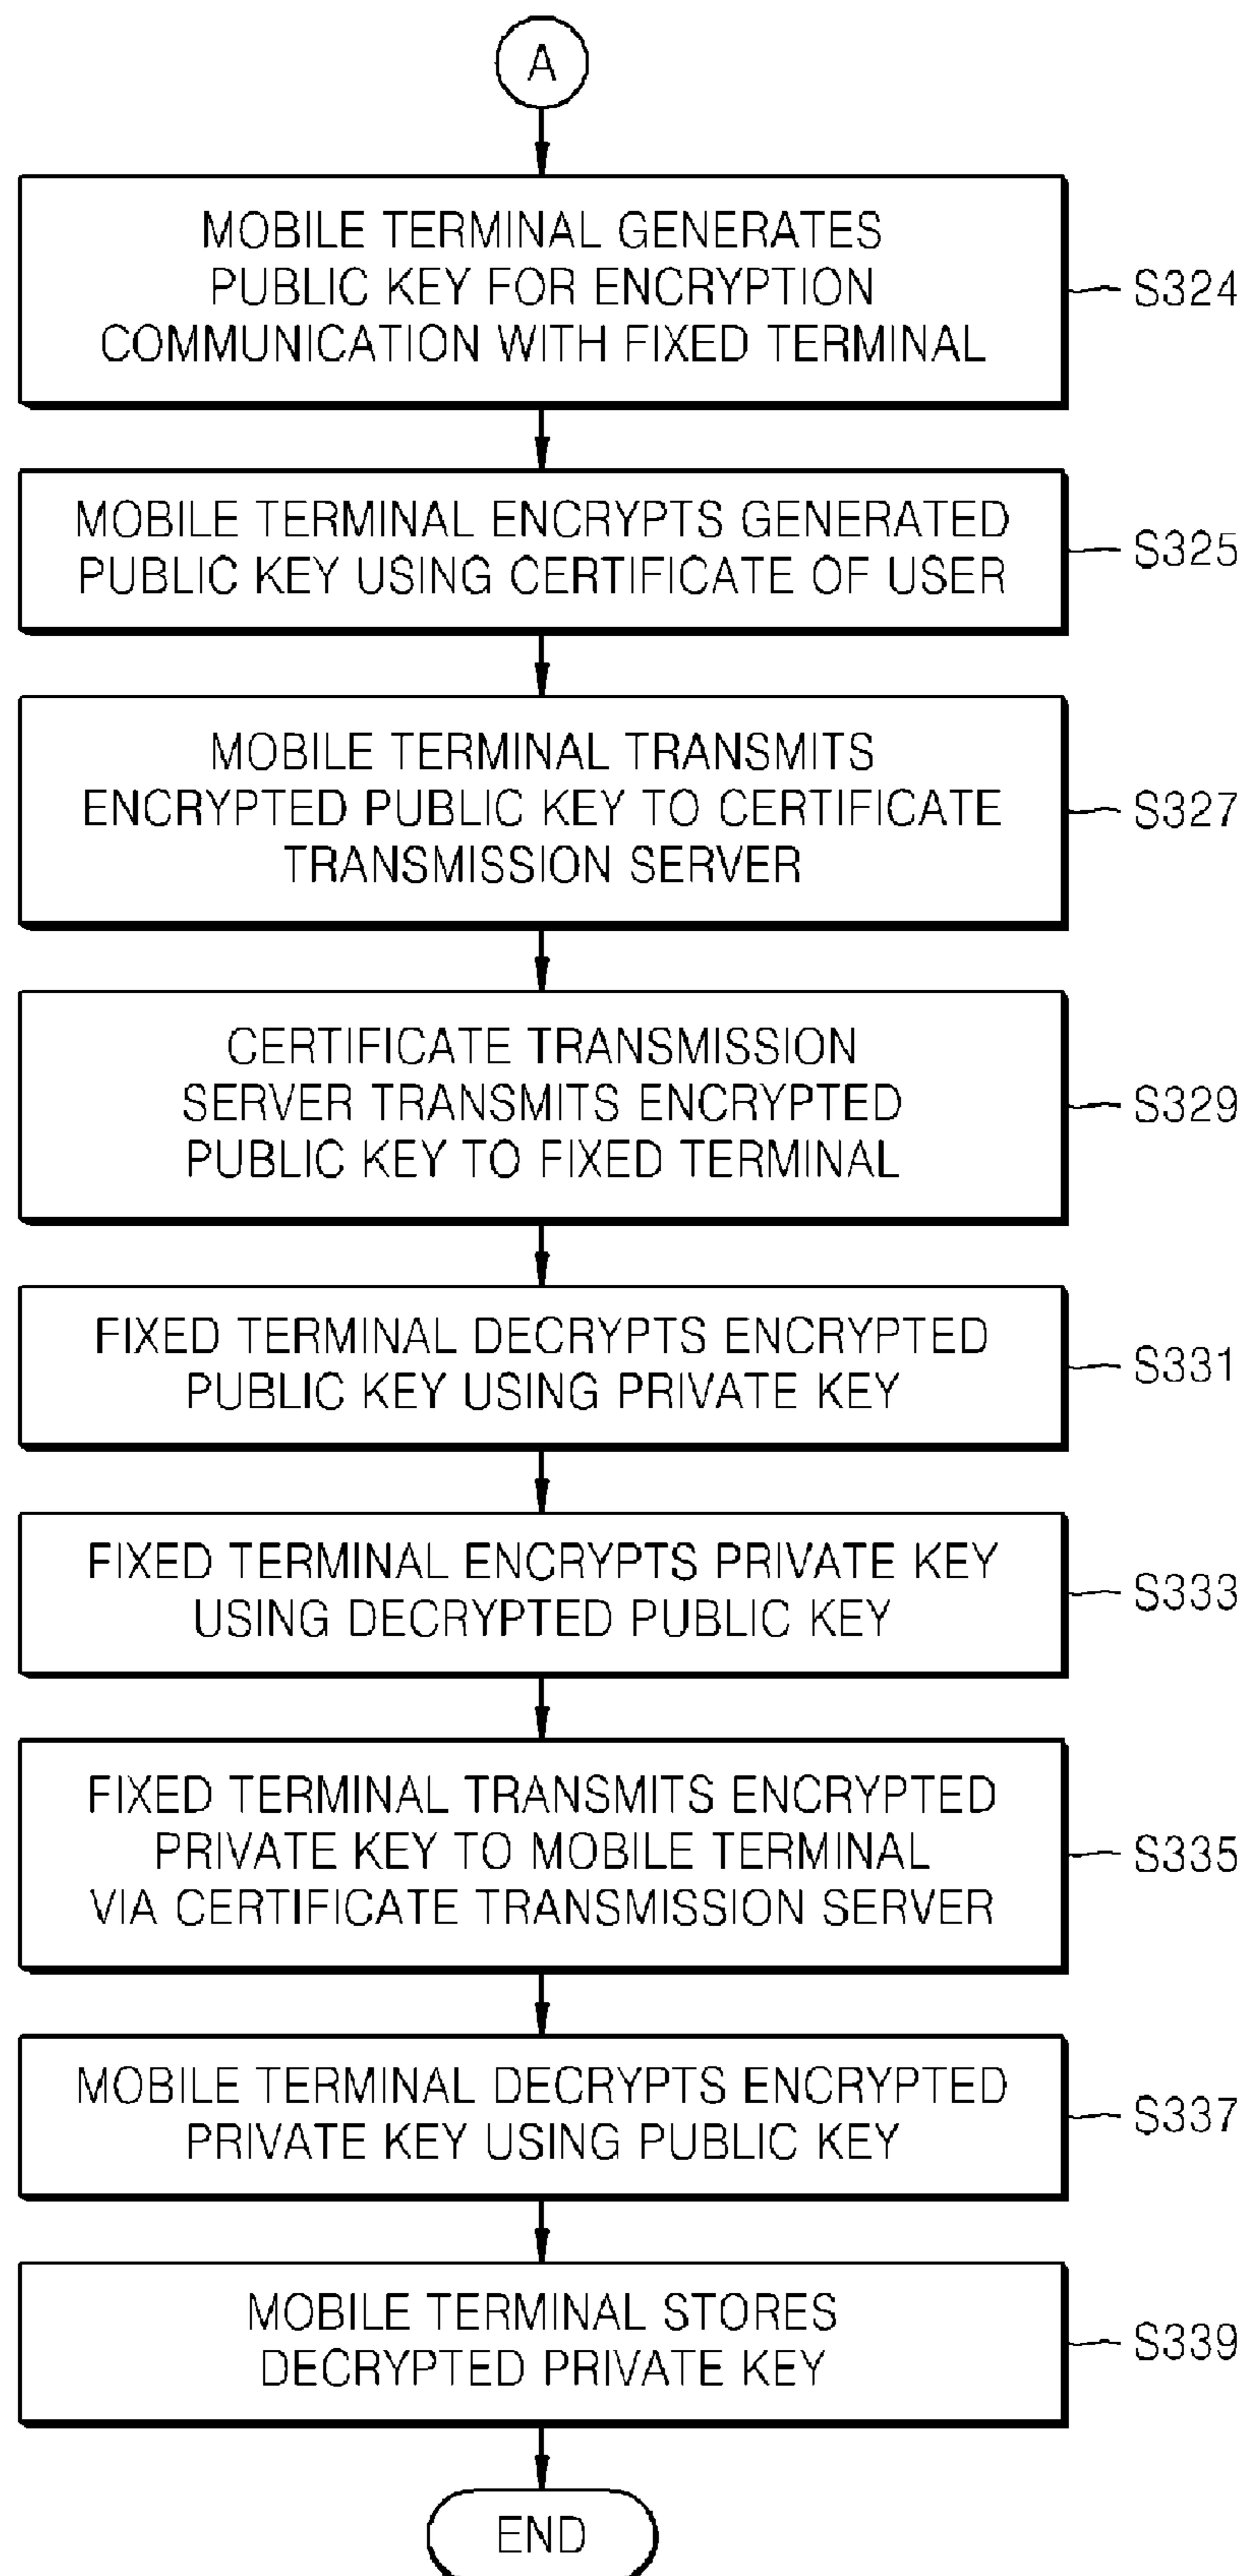 A
MOBILE TERMINAL GENERATES
PUBLIC KEY FOR ENCRYPTION
COMMUNICATION WITH FIXED TERMINAL
S324
MOBILE TERMINAL ENCRYPTS GENERATED
PUBLIC KEY USING CERTIFICATE OF USER
S325
MOBILE TERMINAL TRANSMITS
ENCRYPTED PUBLIC KEY TO CERTIFICATE
TRANSMISSION SERVER
S327
CERTIFICATE TRANSMISSION
SERVER TRANSMITS ENCRYPTED
PUBLIC KEY TO FIXED TERMINAL
S329
FIXED TERMINAL DECRYPTS ENCRYPTED
PUBLIC KEY USING PRIVATE KEY
S331
FIXED TERMINAL ENCRYPTS PRIVATE KEY
USING DECRYPTED PUBLIC KEY
S333
FIXED TERMINAL TRANSMITS ENCRYPTED
PRIVATE KEY TO MOBILE TERMINAL
VIA CERTIFICATE TRANSMISSION SERVER
S335
MOBILE TERMINAL DECRYPTS ENCRYPTED
PRIVATE KEY USING PUBLIC KEY
S337
MOBILE TERMINAL STORES
DECRYPTED PRIVATE KEY
S339
END